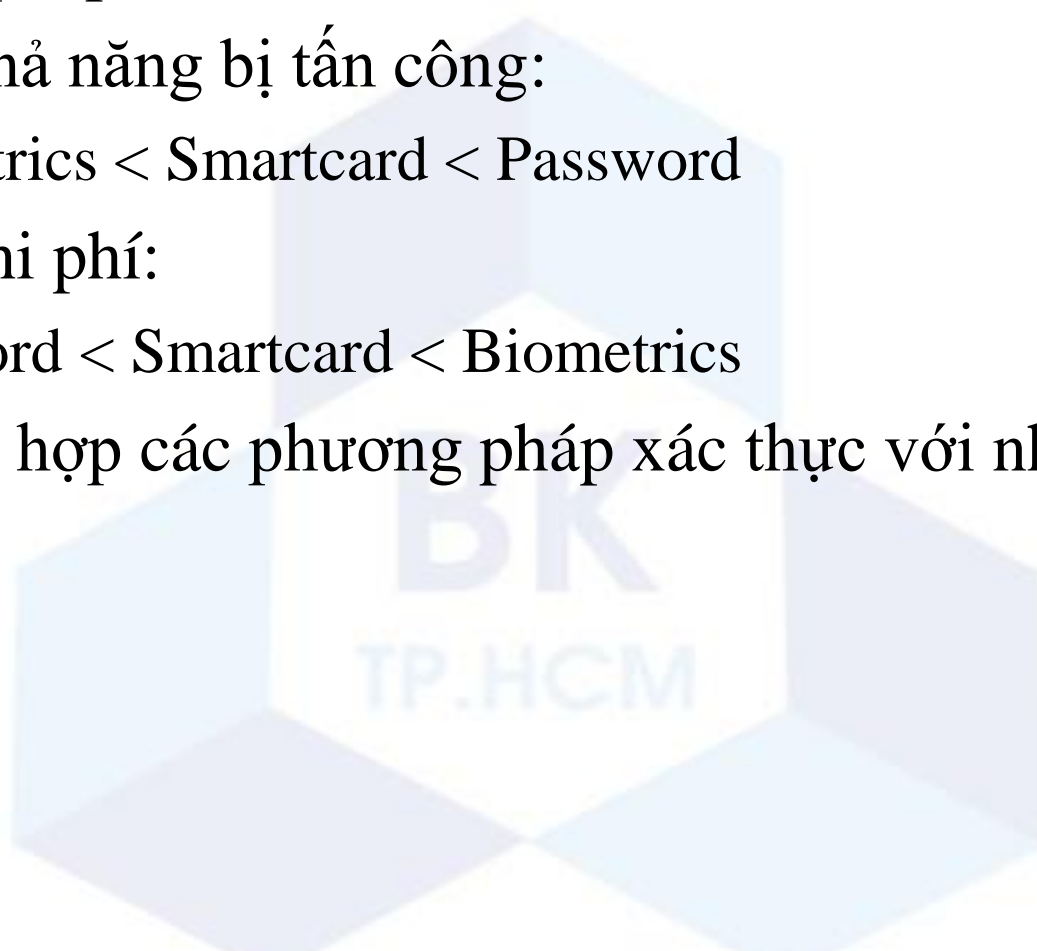 hả năng bị tấn công:
trics < Smartcard < Password
hi phí:
ord < Smartcard < Biometrics
hợp các phương pháp xác thực với nh
BK
TP.HCM